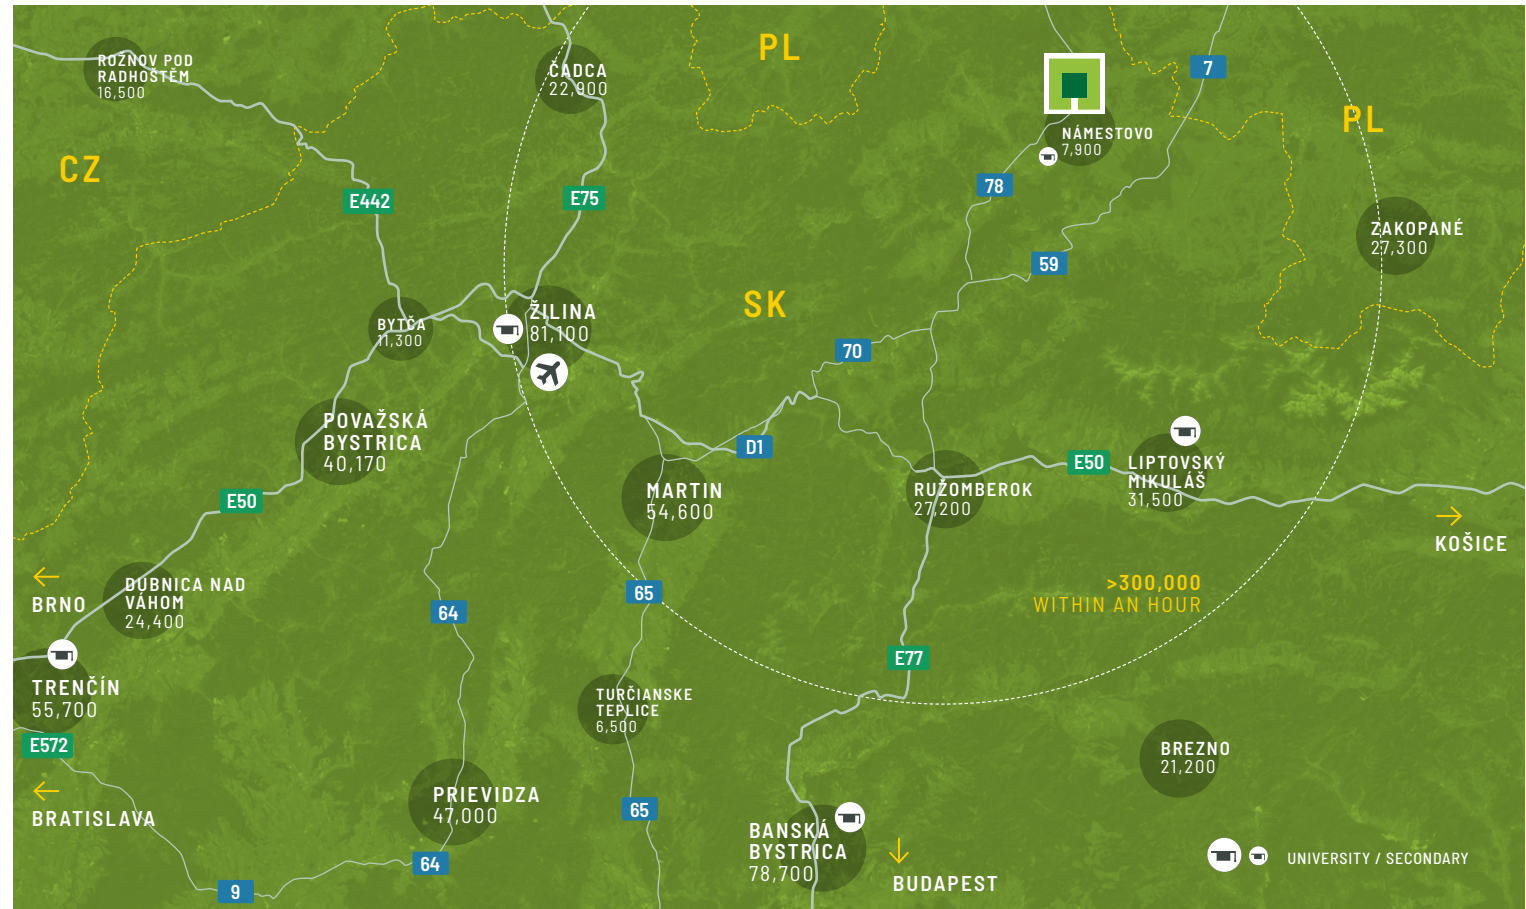 ROŽNOV POD
RADHOŠTĚM
16,500
ČADCA
22,900
PL
7
PL
NÁMESTOVO
7,900
CZ
E442
E75
78
ZAKOPANÉ
27,300
59
SK
BYTČA
11,300
ŽILINA
81,100
70
POVAŽSKÁ
BYSTRICA
40,170
D1
E50
LIPTOVSKÝ
MIKULÁŠ
31,500
E50
MARTIN
54,600
RUŽOMBEROK
27,200
KOŠICE
BRNO
DUBNICA NAD
VÁHOM
24,400
64
65
>300,000
WITHIN AN HOUR
E77
TRENČÍN
55,700
TURČIANSKE
TEPLICE
6,500
E572
BREZNO
21,200
BRATISLAVA
PRIEVIDZA
47,000
65
BANSKÁ
BYSTRICA
78,700
BUDAPEST
64
9
UNIVERSITY / SECONDARY